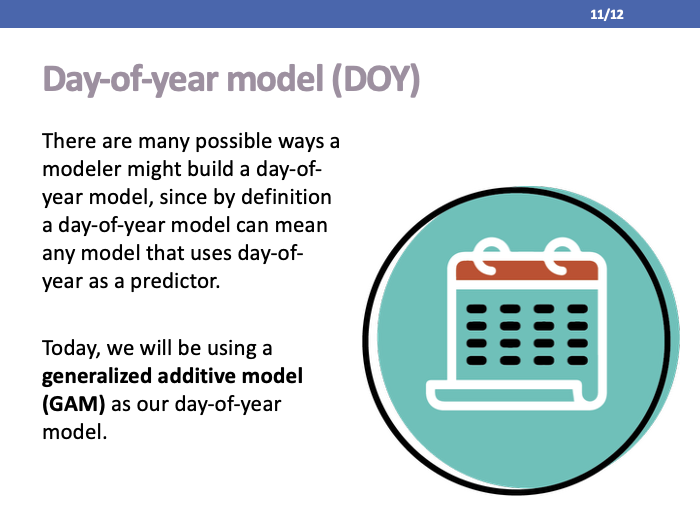 11/12
Day-of-year model (DOY)
There are many possible ways a
modeler might build a day-of-
year model, since by definition
a day-of-year model can mean
any model that uses day-of-
year as a predictor.
Today, we will be using a
generalized additive model
(GAM) as our day-of-year
model.